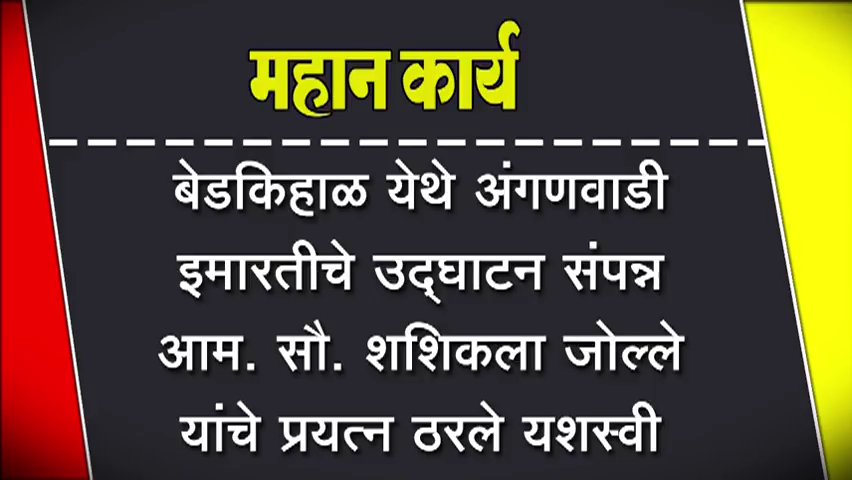 महान कार्य
बेडकिहाळ येथे अंगणवाडी
इमारतीचे उद्‌घाटन संपन्न
आम. सौ. शशिकला जोल्ले
यांचे प्रयत्न ठरले यशस्वी